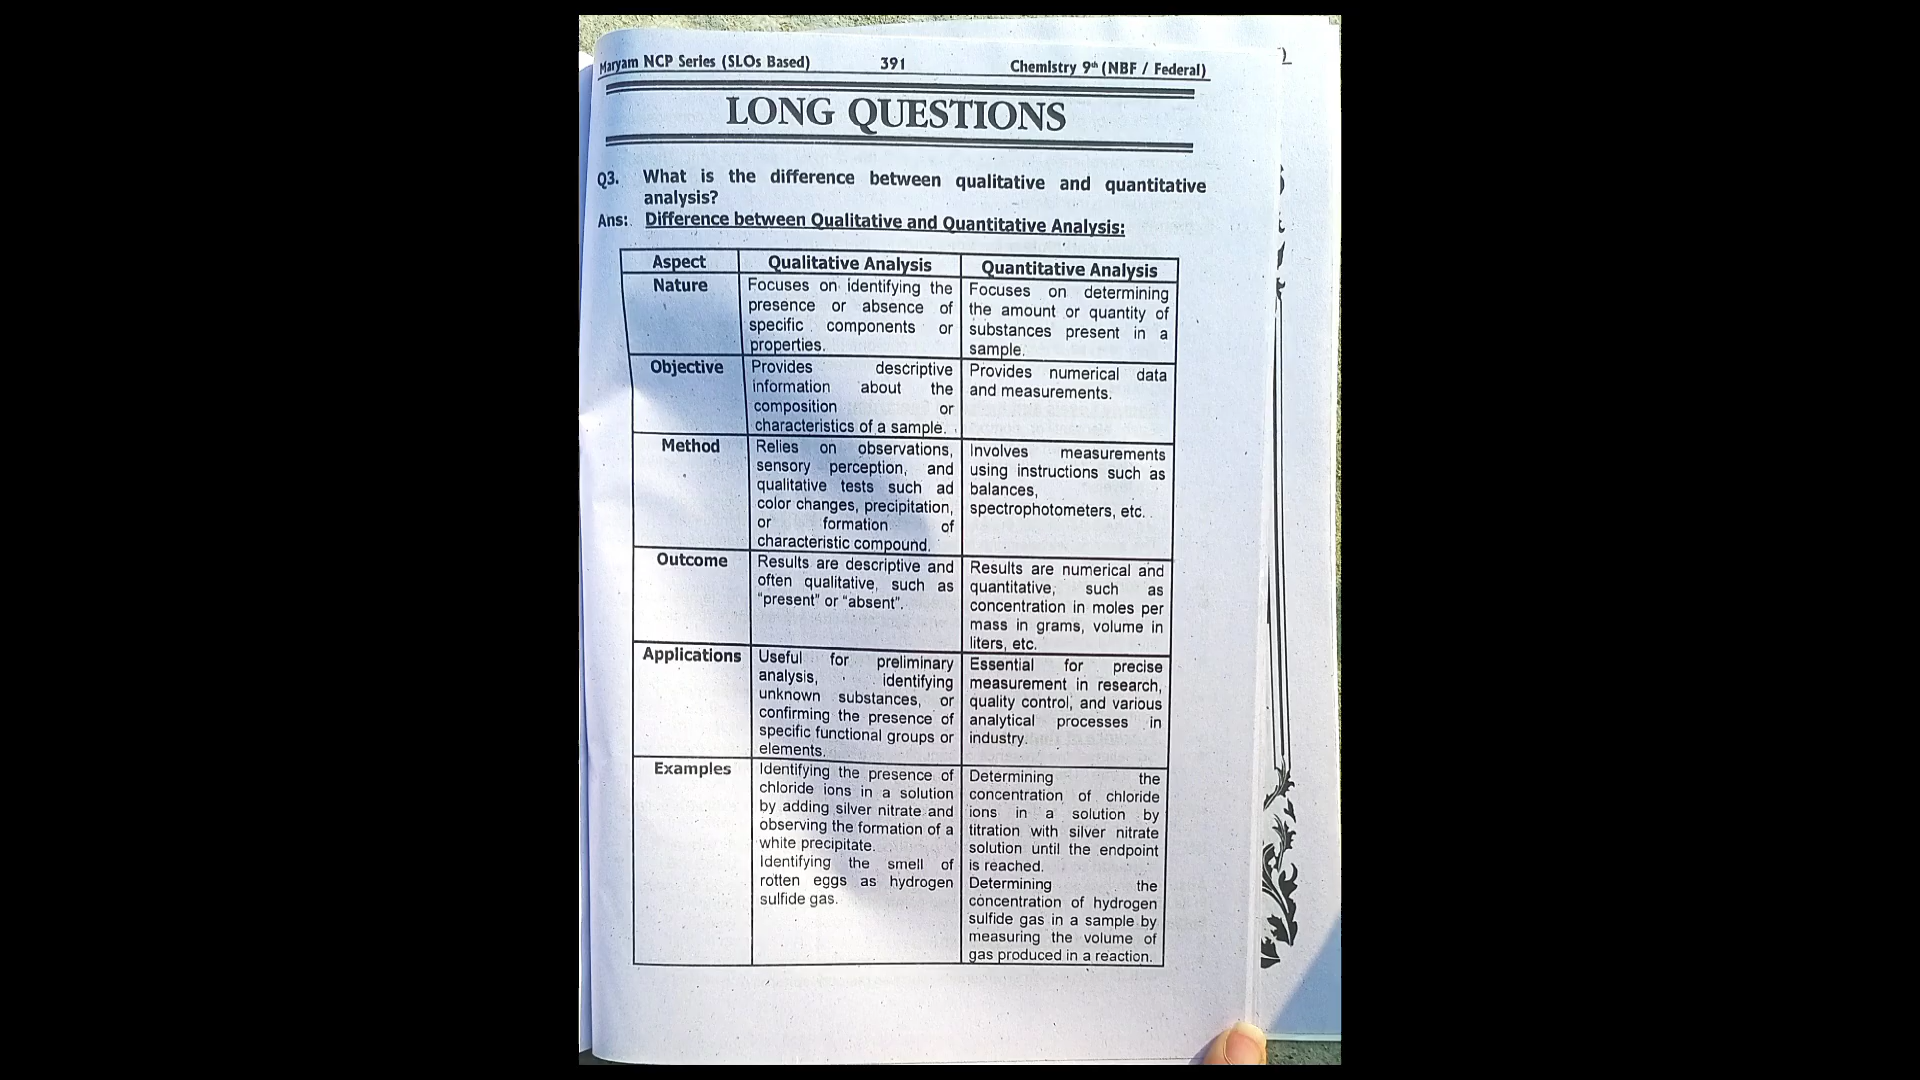 Maryam NCP Series (SLOs Based) 391 Chemistry 9th (NBF / Federal)
LONG QUESTIONS
Q3. What is the difference between qualitative and quantitative
analysis?
Ans: Difference between Qualitative and Quantitative Analysis:
Aspect Qualitative Analysis Quantitative Analysis
Nature
Focuses on identifying the
presence or absence of
specific components or
properties.
Focuses on determining
the amount or quantity of
substances present in a
sample.
Objective
Provides descriptive
information about the
composition or
characteristics of a sample.
Provides numerical data
and measurements.
Method
Relies on observations,
sensory perception, and
qualitative tests such ad
color changes, precipitation,
or formation of
characteristic compound.
Involves measurements
using instructions such as
balances,
spectrophotometers, etc.
Outcome
Results are descriptive and
often qualitative, such as
"present" or "absent".
Results are numerical and
quantitative, such as
concentration in moles per
mass in grams, volume in
liters, etc.
Applications
Useful for preliminary
analysis, identifying
unknown substances, or
confirming the presence of
specific functional groups or
elements.
Essential for precise
measurement in research,
quality control, and various
analytical processes in
industry.
Examples
Identifying the presence of
chloride ions in a solution
by adding silver nitrate and
observing the formation of a
white precipitate.
Identifying the smell of
rotten eggs as hydrogen
sulfide gas.
Determining the
concentration of chloride
ions in a solution by
titration with silver nitrate
solution until the endpoint
is reached.
Determining the
concentration of hydrogen
sulfide gas in a sample by
measuring the volume of
gas produced in a reaction.